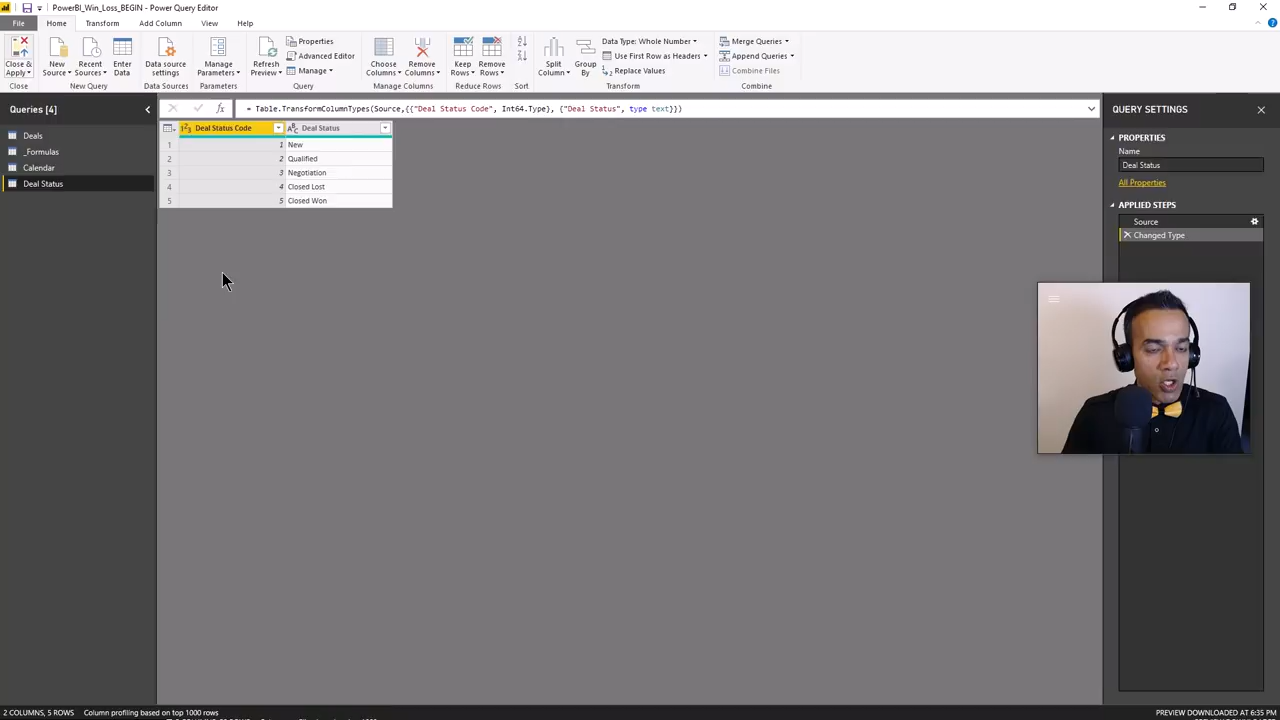 PowerBI_Win_Loss_BEGIN - Power Query Editor
File Home Transform Add Column View Help
Close & Apply
New Source
Recent Sources
Enter Data
Data source settings
Manage Parameters
Refresh Preview
Properties
Advanced Editor
Manage
Choose Columns
Remove Columns
Keep Rows
Remove Rows
Split Column
Group By
Data Type: Whole Number
Use First Row as Headers
Replace Values
Merge Queries
Append Queries
Combine Files
Close New Query Data Sources Parameters Query Manage Columns Reduce Rows Sort Transform Combine
Queries [4]
Deals
_Formulas
Calendar
Deal Status
= Table.TransformColumnTypes(Source,{{"Deal Status Code", Int64.Type}, {"Deal Status", type text}})
Deal Status Code Deal Status
1 1 New
2 2 Qualified
3 3 Negotiation
4 4 Closed Lost
5 5 Closed Won
QUERY SETTINGS
PROPERTIES
Name
Deal Status
All Properties
APPLIED STEPS
Source
Changed Type
2 COLUMNS, 5 ROWS Column profiling based on top 1000 rows
PREVIEW DOWNLOADED AT 6:35 PM